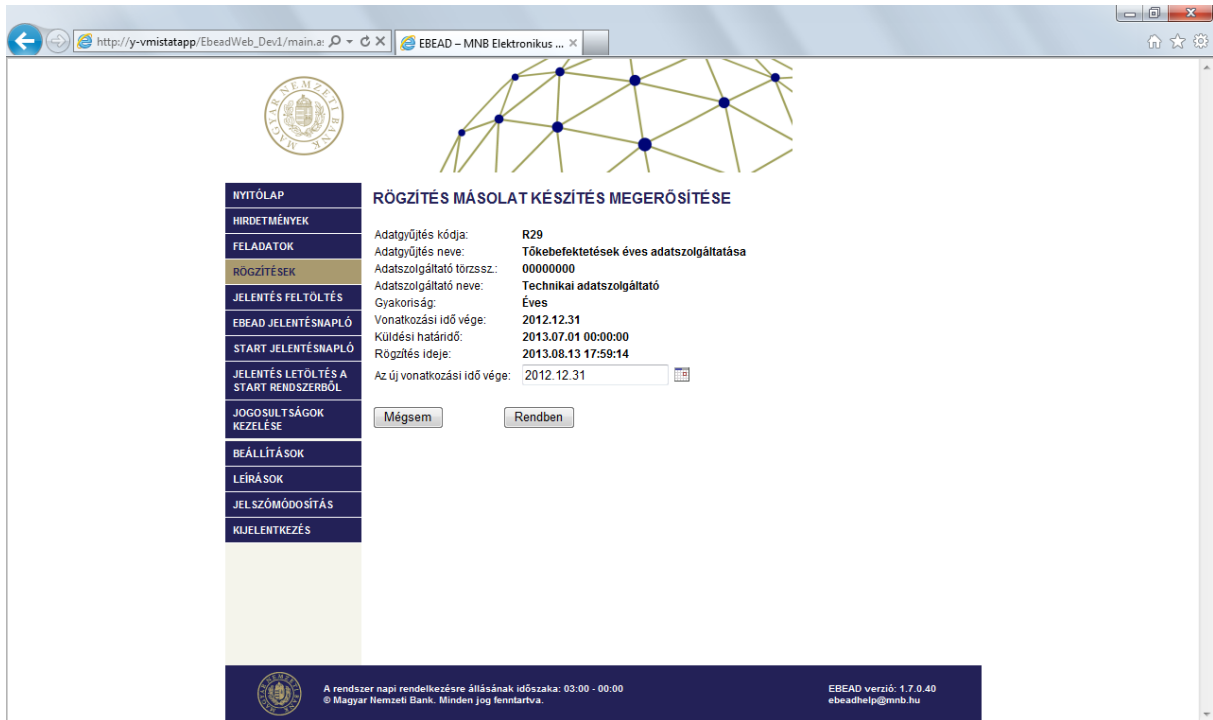 http://y-vmistatapp/EbeadWeb_Dev1/main.a
EBEAD – MNB Elektronikus ...
MAGYAR NEMZETI BANK
NYITÓLAP
HIRDETMÉNYEK
FELADATOK
RÖGZÍTÉSEK
JELENTÉS FELTÖLTÉS
EBEAD JELENTÉSNAPLÓ
START JELENTÉSNAPLÓ
JELENTÉS LETÖLTÉS A
START RENDSZERBŐL
JOGOSULTSÁGOK
KEZELÉSE
BEÁLLÍTÁSOK
LEÍRÁSOK
JELSZÓMÓDOSÍTÁS
KIJELENTKEZÉS
RÖGZÍTÉS MÁSOLAT KÉSZÍTÉS MEGERŐSÍTÉSE
Adatgyűjtés kódja: R29
Adatgyűjtés neve: Tőkebefektetések éves adatszolgáltatása
Adatszolgáltató törzssz.: 00000000
Adatszolgáltató neve: Technikai adatszolgáltató
Gyakoriság: Éves
Vonatkozási idő vége: 2012.12.31
Küldési határidő: 2013.07.01 00:00:00
Rögzítés ideje: 2013.08.13 17:59:14
Az új vonatkozási idő vége: 2012.12.31
Mégsem Rendben
A rendszer napi rendelkezésre állásának időszaka: 03:00 - 00:00
© Magyar Nemzeti Bank. Minden jog fenntartva.
EBEAD verzió: 1.7.0.40
ebeadhelp@mnb.hu